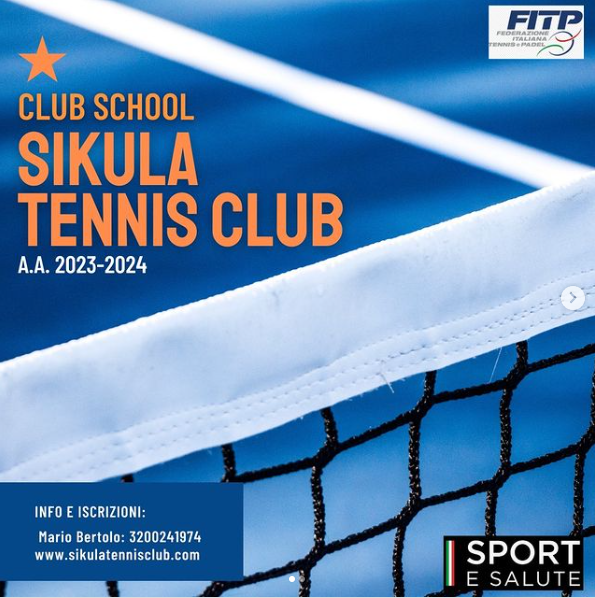 FITP
FEDERAZIONE
ITALIANA
TENNIS e PADEL
CLUB SCHOOL
SIKULA
TENNIS CLUB
A.A. 2023-2024
INFO E ISCRIZIONI:
Mario Bertolo: 3200241974
www.sikulatennisclub.com
SPORT
E SALUTE